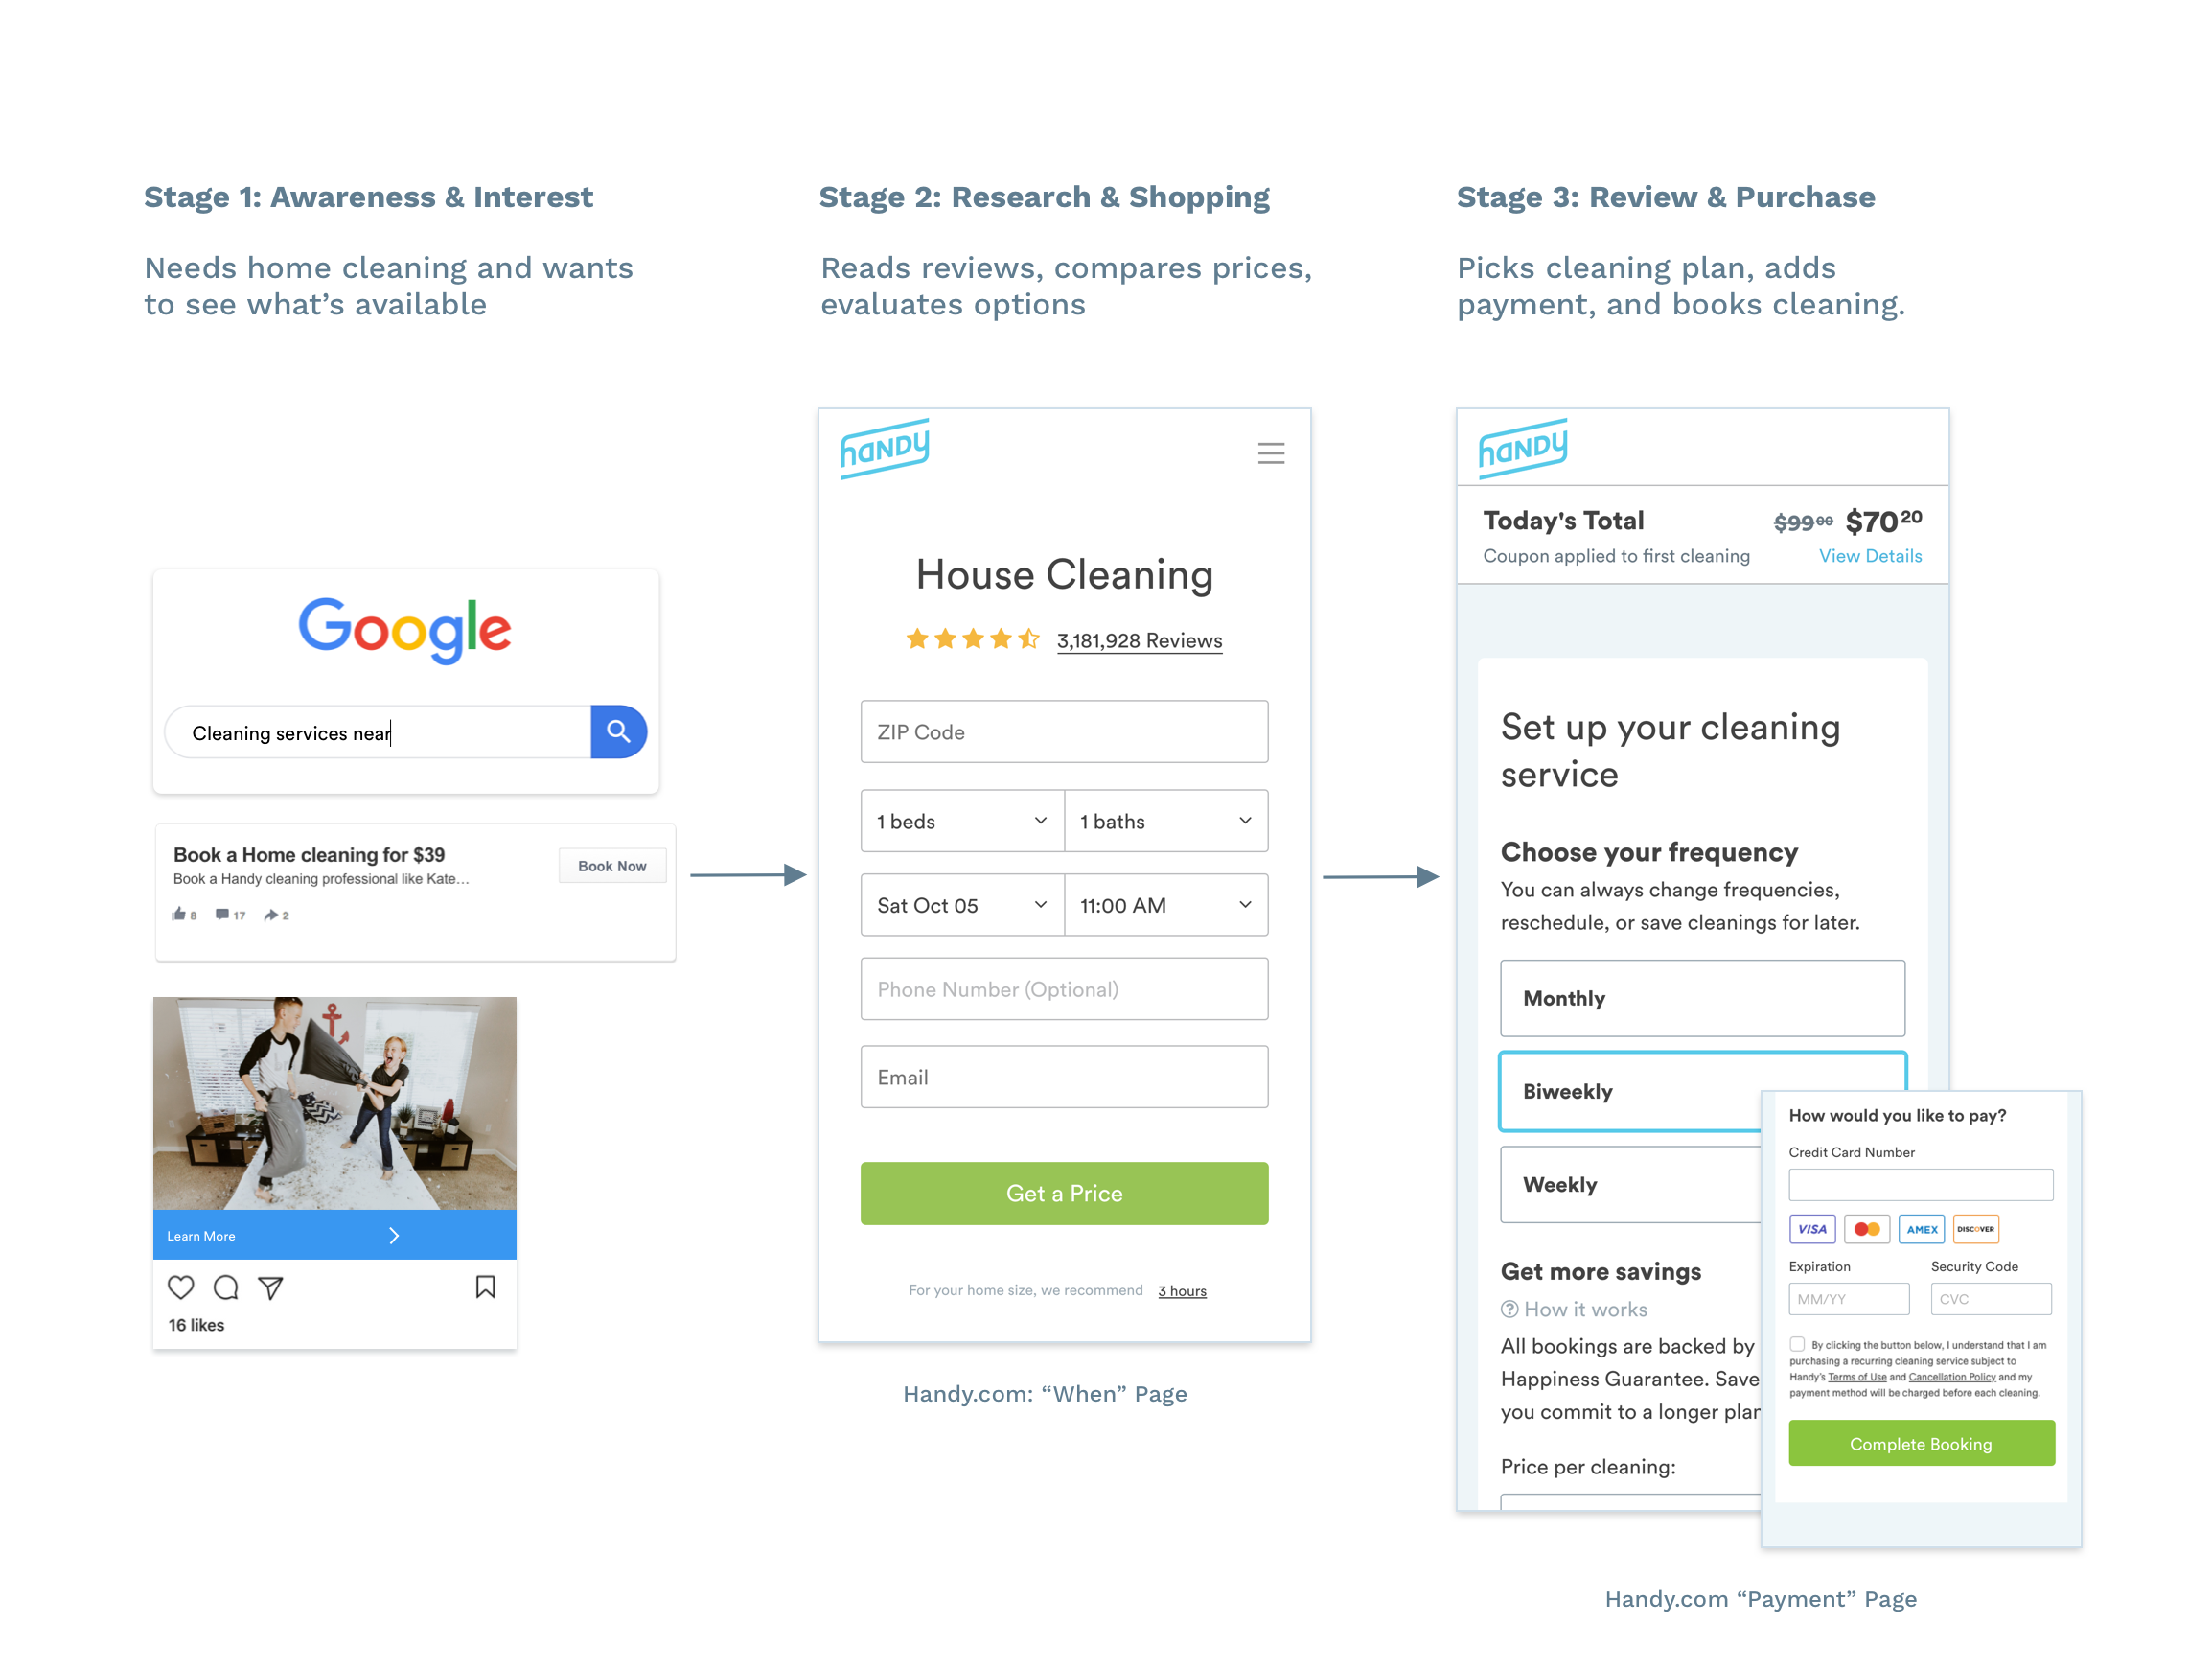 Stage 1: Awareness & Interest
Needs home cleaning and wants
to see what’s available
Google
Cleaning services near
Book a Home cleaning for $39
Book a Handy cleaning professional like Kate...
Book Now
8 17 2
Learn More
16 likes
Stage 2: Research & Shopping
Reads reviews, compares prices,
evaluates options
HANDY
House Cleaning
3,181,928 Reviews
ZIP Code
1 beds 1 baths
Sat Oct 05 11:00 AM
Phone Number (Optional)
Email
Get a Price
For your home size, we recommend 3 hours
Handy.com: “When” Page
Stage 3: Review & Purchase
Picks cleaning plan, adds
payment, and books cleaning.
HANDY
Today's Total $9900 $7020
Coupon applied to first cleaning View Details
Set up your cleaning
service
Choose your frequency
You can always change frequencies,
reschedule, or save cleanings for later.
Monthly
Biweekly
Weekly
Get more savings
? How it works
All bookings are backed by
Happiness Guarantee. Save
you commit to a longer plan
Price per cleaning:
How would you like to pay?
Credit Card Number
VISA AMEX DISCOVER
Expiration Security Code
MM/YY CVC
By clicking the button below, I understand that I am
purchasing a recurring cleaning service subject to
Handy's Terms of Use and Cancellation Policy and my
payment method will be charged before each cleaning.
Complete Booking
Handy.com “Payment” Page